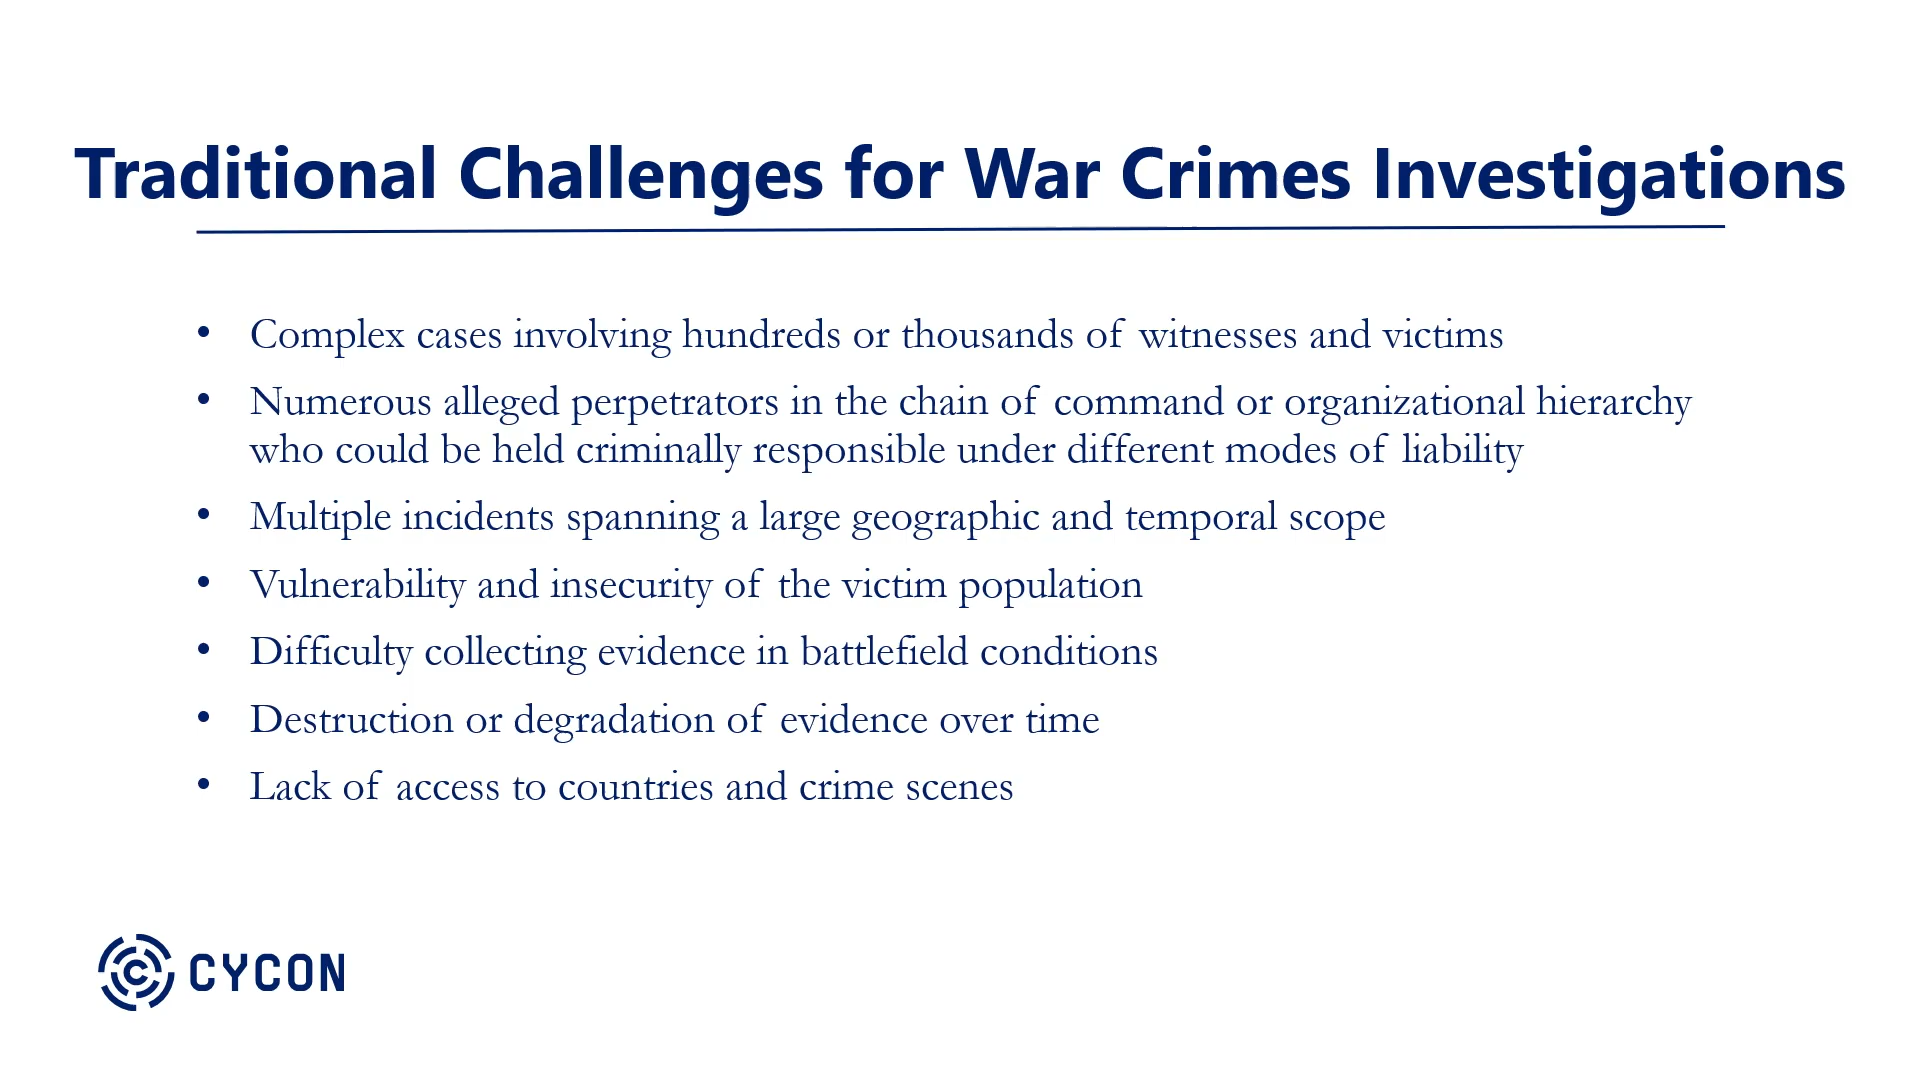 Traditional Challenges for War Crimes Investigations
• Complex cases involving hundreds or thousands of witnesses and victims
• Numerous alleged perpetrators in the chain of command or organizational hierarchy
who could be held criminally responsible under different modes of liability
• Multiple incidents spanning a large geographic and temporal scope
• Vulnerability and insecurity of the victim population
• Difficulty collecting evidence in battlefield conditions
• Destruction or degradation of evidence over time
• Lack of access to countries and crime scenes
CYCON